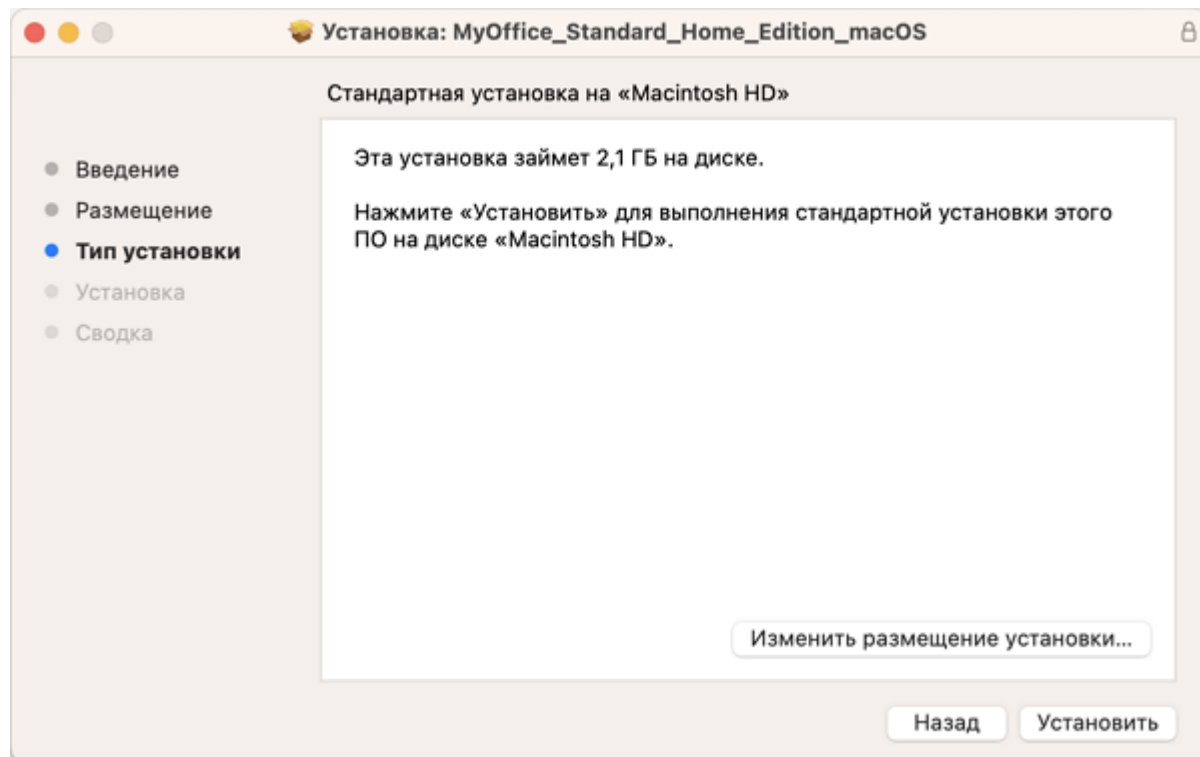 Установка: MyOffice_Standard_Home_Edition_macOS
Стандартная установка на «Macintosh HD»
Введение
Размещение
Тип установки
Установка
Сводка
Эта установка займет 2,1 ГБ на диске.
Нажмите «Установить» для выполнения стандартной установки этого
ПО на диске «Macintosh HD».
Изменить размещение установки...
Назад
Установить